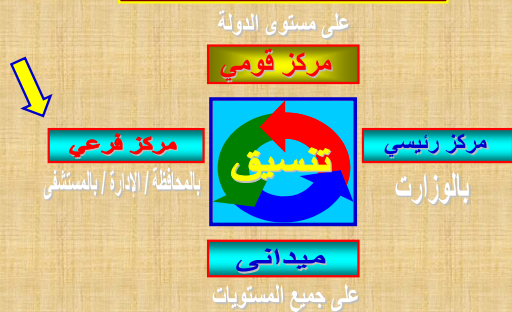 على مستوى الدولة
مركز قومي
مركز رئيسي
بالوزارت
تنسيق
مركز فرعي
بالمحافظة / الإدارة / بالمستشفى
ميدانى
على جميع المستويات